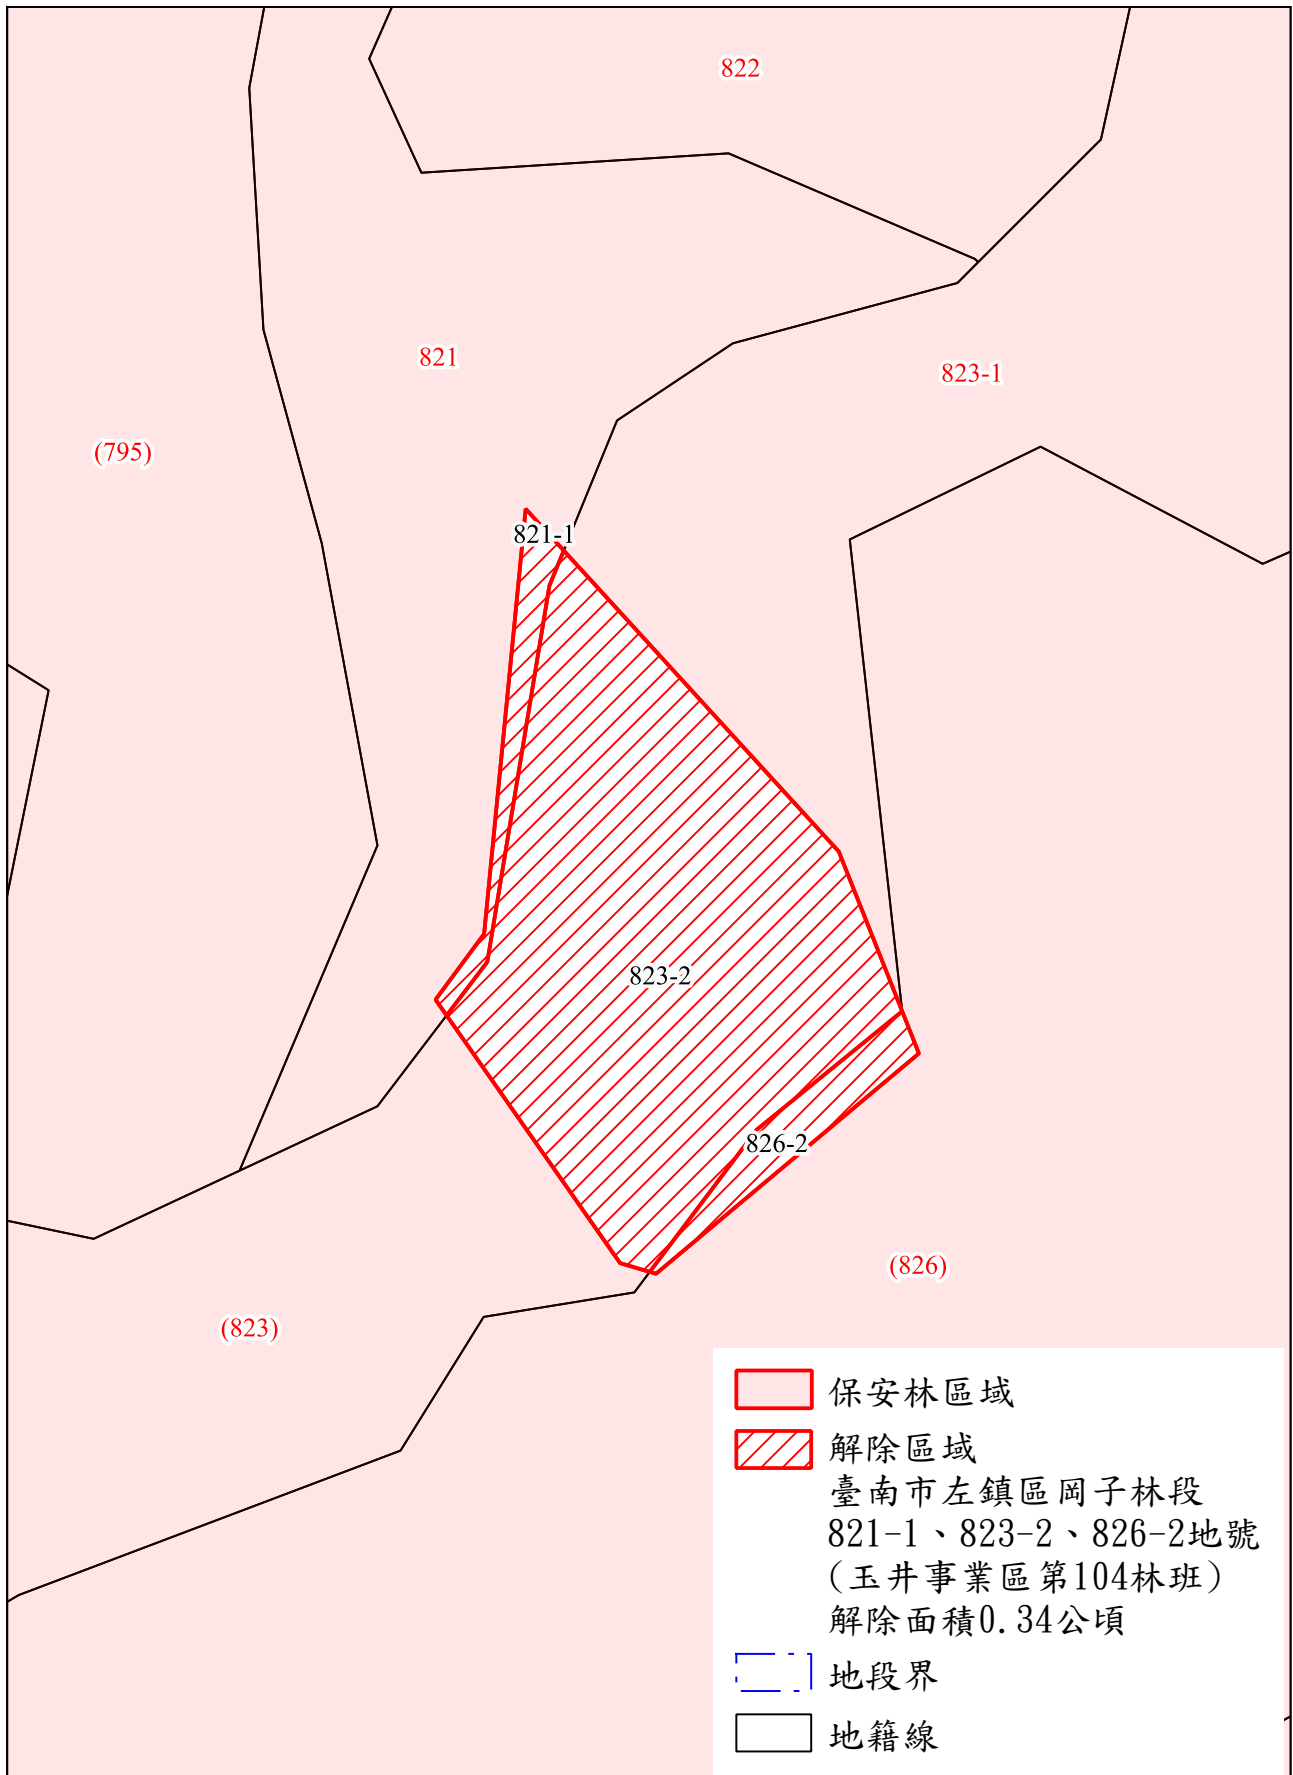 822
821
823-1
(795)
821-1
823-2
826-2
(826)
(823)
保安林區域
解除區域
臺南市左鎮區岡子林段
821-1、823-2、826-2地號
(玉井事業區第104林班)
解除面積0.34公頃
地段界
地籍線